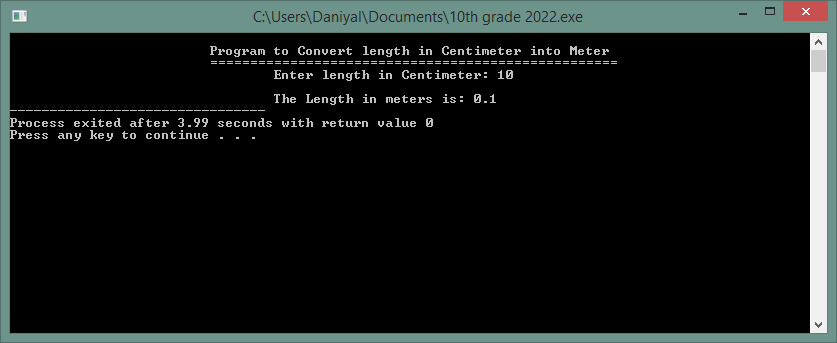 C:\Users\Daniyal\Documents\10th grade 2022.exe
Program to Convert length in Centimeter into Meter
===================================================
Enter length in Centimeter: 10
The Length in meters is: 0.1
--------------------------------
Process exited after 3.99 seconds with return value 0
Press any key to continue . . .